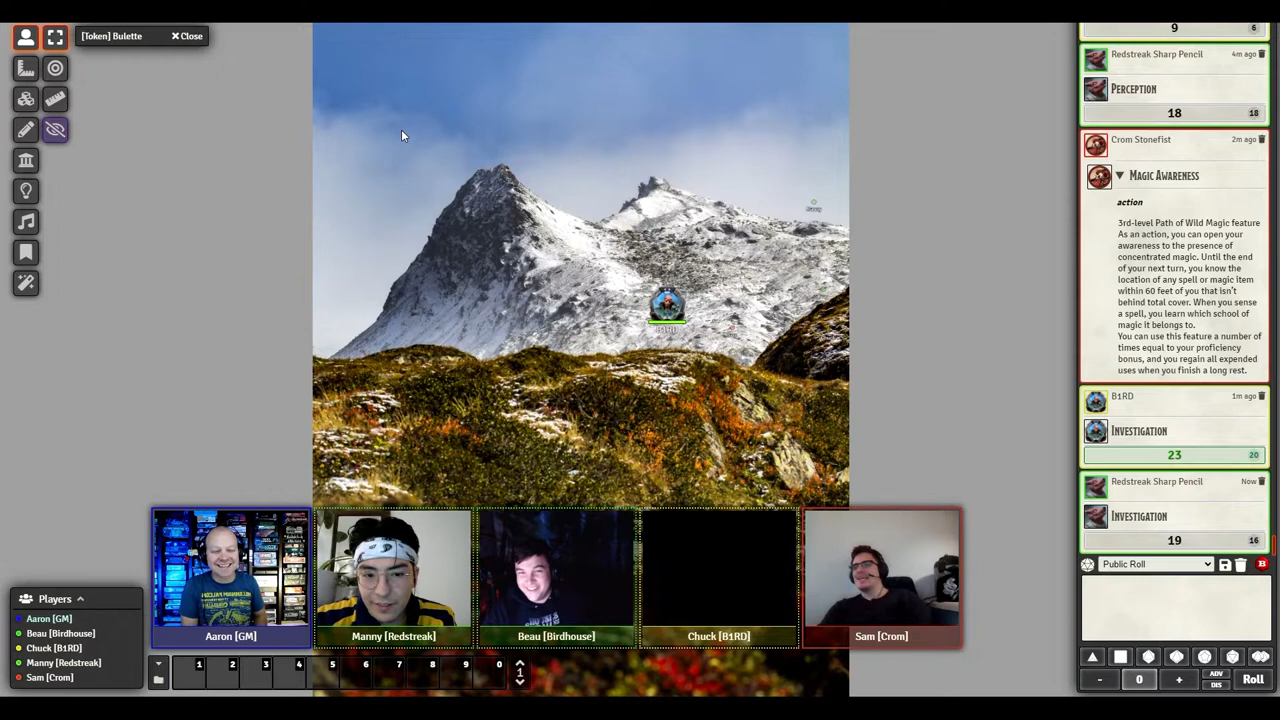 [Token] Bulette
Close
9
6
Redstreak Sharp Pencil
4m ago
PERCEPTION
18
18
Crom Stonefist
2m ago
MAGIC AWARENESS
action
3rd-level Path of Wild Magic feature
As an action, you can open your
awareness to the presence of
concentrated magic. Until the end
of your next turn, you know the
location of any spell or magic item
within 60 feet of you that isn't
behind total cover. When you sense
a spell, you learn which school of
magic it belongs to.
You can use this feature a number of
times equal to your proficiency
bonus, and you regain all expended
uses when you finish a long rest.
B1RD
1m ago
INVESTIGATION
23
20
Redstreak Sharp Pencil
Now
INVESTIGATION
19
16
Public Roll
B
- 0 + ADV
DIS
Roll
Manny
B1RD
Aaron [GM]
Manny [Redstreak]
Beau [Birdhouse]
Chuck [B1RD]
Sam [Crom]
Players
Aaron [GM]
Beau [Birdhouse]
Chuck [B1RD]
Manny [Redstreak]
Sam [Crom]
1 2 3 4 5 6 7 8 9 0
1